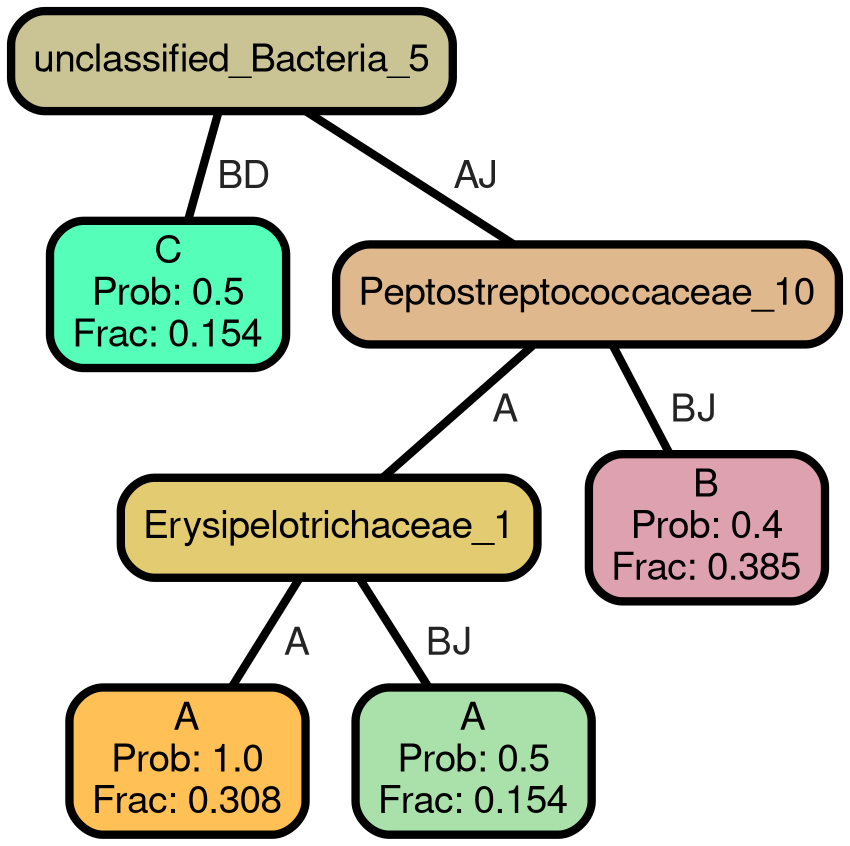 unclassified_Bacteria_5
BD
AJ
C
Prob: 0.5
Frac: 0.154
Peptostreptococcaceae_10
A
BJ
Erysipelotrichaceae_1
B
Prob: 0.4
Frac: 0.385
A
BJ
A
Prob: 1.0
Frac: 0.308
A
Prob: 0.5
Frac: 0.154